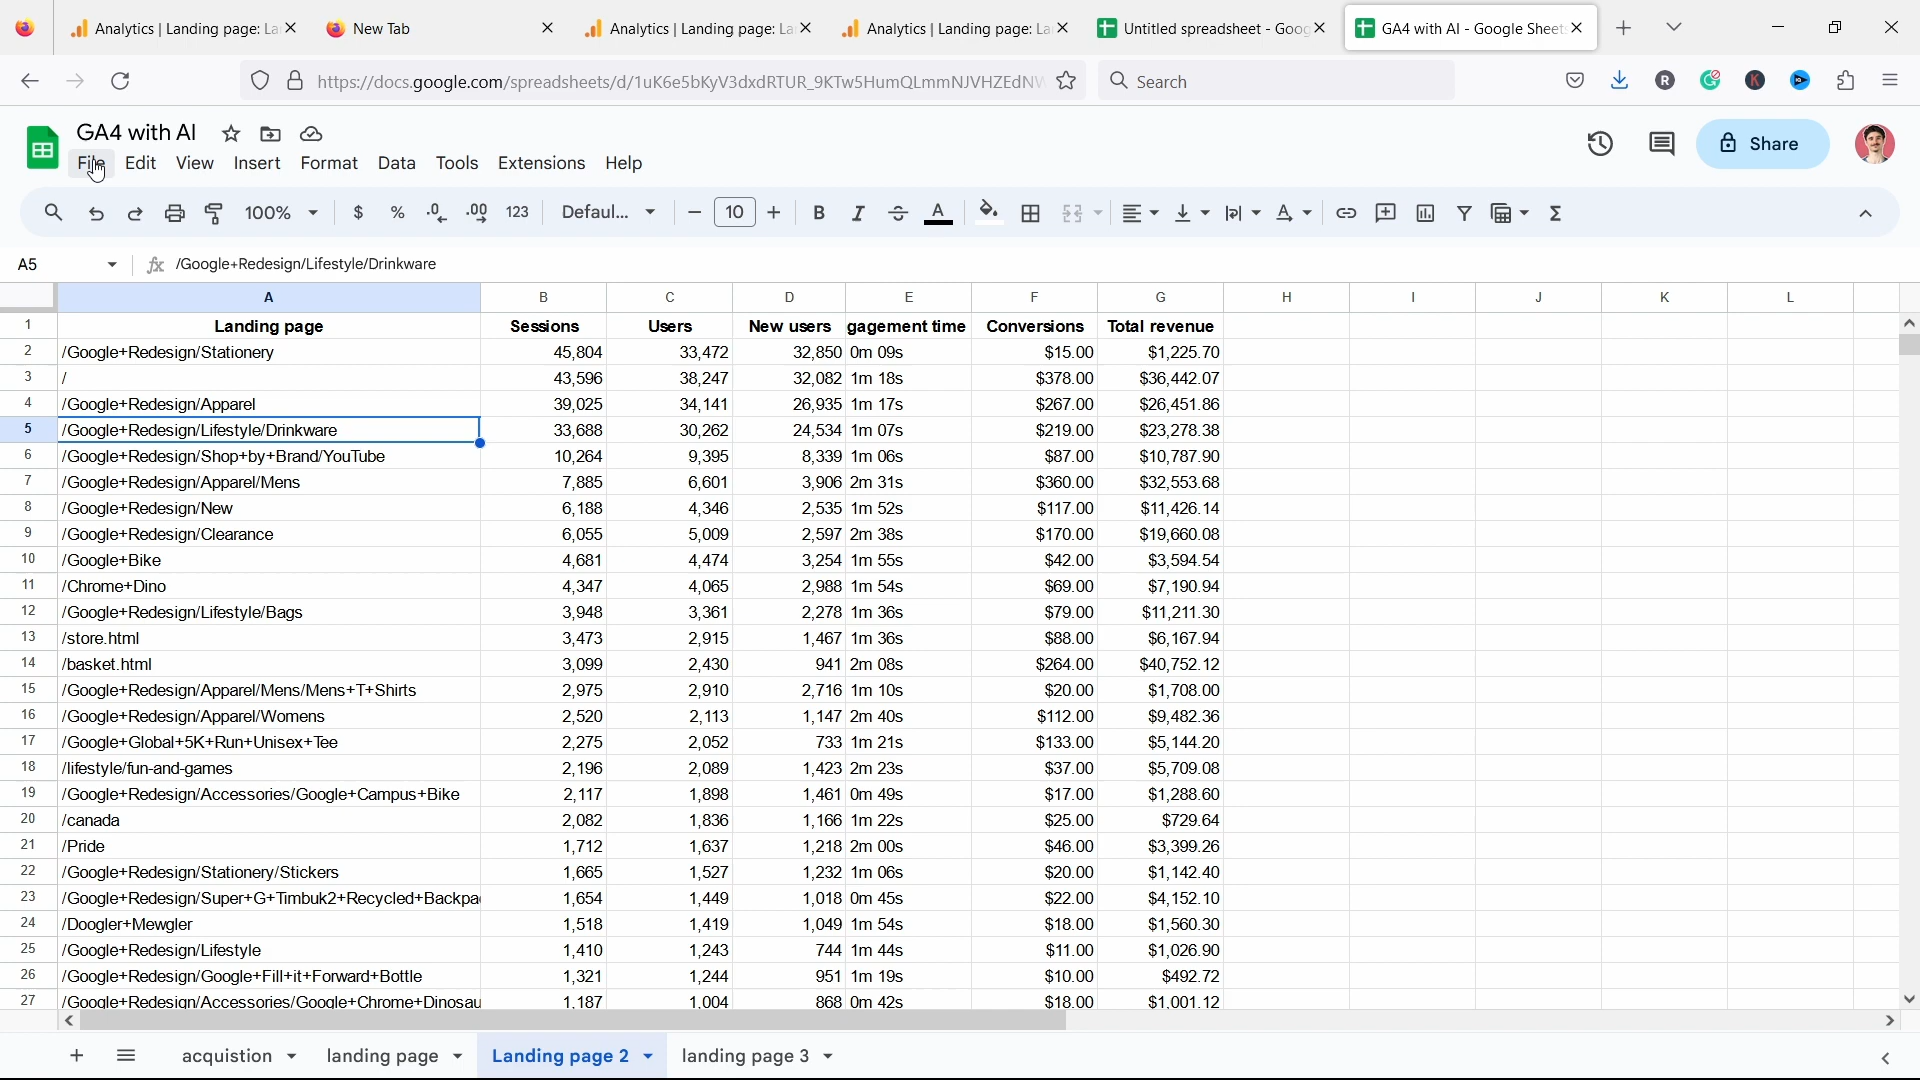 Analytics | Landing page: La
New Tab
Analytics | Landing page: La
Analytics | Landing page: La
Untitled spreadsheet - Goog
GA4 with AI - Google Sheets
https://docs.google.com/spreadsheets/d/1uK6e5bKyV3dxdRTUR_9KTw5HumQLmmNJVHZEdNW
Search
GA4 with AI
File Edit View Insert Format Data Tools Extensions Help
Share
100% $ % .0 .00 123 Defaul... 10 B I A
A5 fx /Google+Redesign/Lifestyle/Drinkware
A B C D E F G H I J K L
1 Landing page Sessions Users New users gagement time Conversions Total revenue
2 /Google+Redesign/Stationery 45,804 33,472 32,850 0m 09s $15.00 $1,225.70
3 / 43,596 38,247 32,082 1m 18s $378.00 $36,442.07
4 /Google+Redesign/Apparel 39,025 34,141 26,935 1m 17s $267.00 $26,451.86
5 /Google+Redesign/Lifestyle/Drinkware 33,688 30,262 24,534 1m 07s $219.00 $23,278.38
6 /Google+Redesign/Shop+by+Brand/YouTube 10,264 9,395 8,339 1m 06s $87.00 $10,787.90
7 /Google+Redesign/Apparel/Mens 7,885 6,601 3,906 2m 31s $360.00 $32,553.68
8 /Google+Redesign/New 6,188 4,346 2,535 1m 52s $117.00 $11,426.14
9 /Google+Redesign/Clearance 6,055 5,009 2,597 2m 38s $170.00 $19,660.08
10 /Google+Bike 4,681 4,474 3,254 1m 55s $42.00 $3,594.54
11 /Chrome+Dino 4,347 4,065 2,988 1m 54s $69.00 $7,190.94
12 /Google+Redesign/Lifestyle/Bags 3,948 3,361 2,278 1m 36s $79.00 $11,211.30
13 /store.html 3,473 2,915 1,467 1m 36s $88.00 $6,167.94
14 /basket.html 3,099 2,430 941 2m 08s $264.00 $40,752.12
15 /Google+Redesign/Apparel/Mens/Mens+T+Shirts 2,975 2,910 2,716 1m 10s $20.00 $1,708.00
16 /Google+Redesign/Apparel/Womens 2,520 2,113 1,147 2m 40s $112.00 $9,482.36
17 /Google+Global+5K+Run+Unisex+Tee 2,275 2,052 733 1m 21s $133.00 $5,144.20
18 /lifestyle/fun-and-games 2,196 2,089 1,423 2m 23s $37.00 $5,709.08
19 /Google+Redesign/Accessories/Google+Campus+Bike 2,117 1,898 1,461 0m 49s $17.00 $1,288.60
20 /canada 2,082 1,836 1,166 1m 22s $25.00 $729.64
21 /Pride 1,712 1,637 1,218 2m 00s $46.00 $3,399.26
22 /Google+Redesign/Stationery/Stickers 1,665 1,527 1,232 1m 06s $20.00 $1,142.40
23 /Google+Redesign/Super+G+Timbuk2+Recycled+Backpa 1,654 1,449 1,018 0m 45s $22.00 $4,152.10
24 /Doogler+Mewgler 1,518 1,419 1,049 1m 54s $18.00 $1,560.30
25 /Google+Redesign/Lifestyle 1,410 1,243 744 1m 44s $11.00 $1,026.90
26 /Google+Redesign/Google+Fill+it+Forward+Bottle 1,321 1,244 951 1m 19s $10.00 $492.72
27 /Google+Redesign/Accessories/Google+Chrome+Dinosau 1,187 1,004 868 0m 42s $18.00 $1,001.12
acquistion landing page Landing page 2 landing page 3